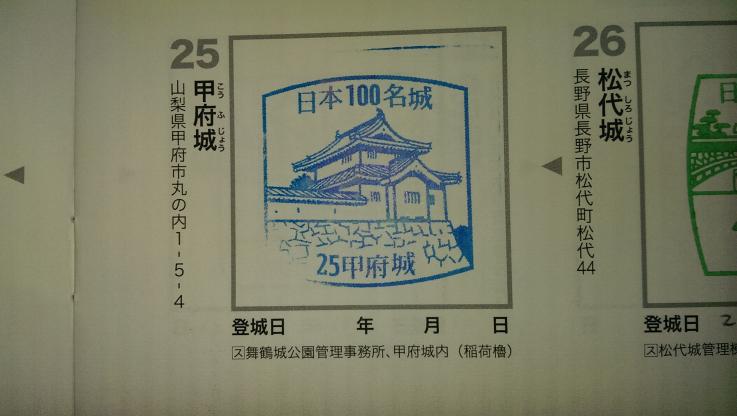 25
甲府城
こうふじょう
山梨県甲府市丸の内1-5-4
日本100名城
25甲府城
登城日 年 月 日
ス舞鶴城公園管理事務所、甲府城内（稲荷櫓）
26
松代城
まつしろじょう
長野県長野市松代町松代44
登城日 2
ス松代城管理